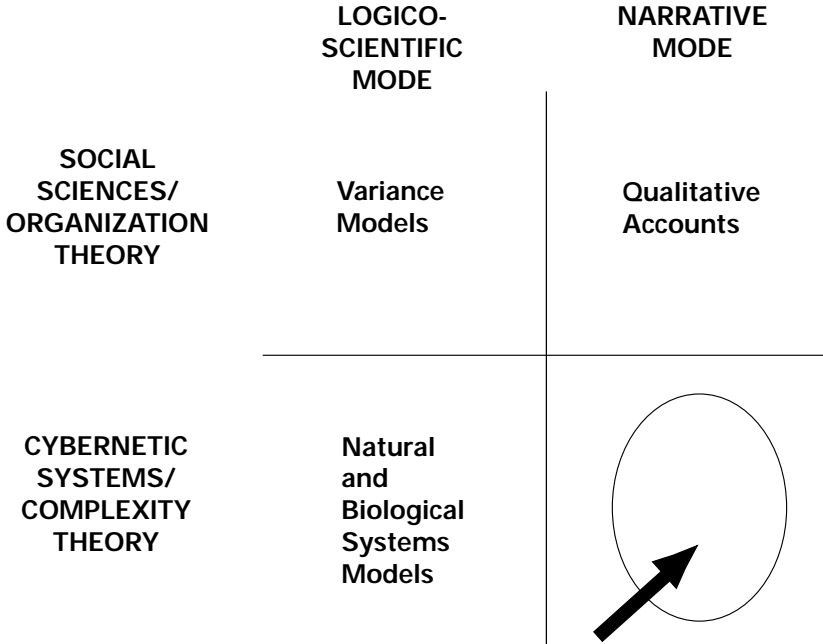 LOGICO-
SCIENTIFIC
MODE
NARRATIVE
MODE
SOCIAL
SCIENCES/
ORGANIZATION
THEORY
Variance
Models
Qualitative
Accounts
CYBERNETIC
SYSTEMS/
COMPLEXITY
THEORY
Natural
and
Biological
Systems
Models